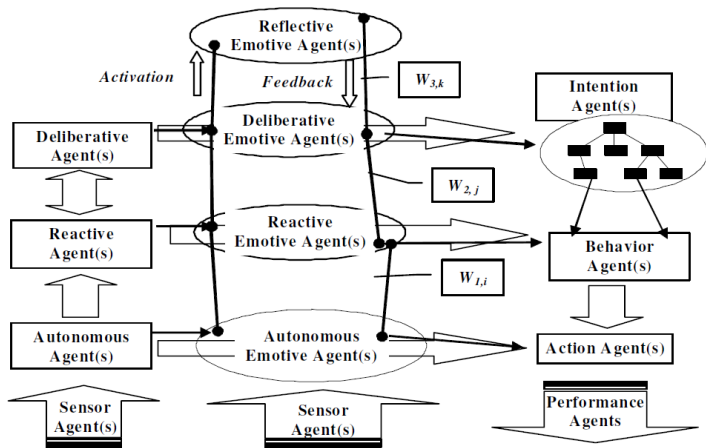 Reflective
Emotive Agent(s)
Activation
Feedback
W3,k
Intention
Agent(s)
Deliberative
Agent(s)
Deliberative
Emotive Agent(s)
W2, j
Reactive
Agent(s)
Reactive
Emotive Agent(s)
Behavior
Agent(s)
W1,i
Autonomous
Agent(s)
Autonomous
Emotive Agent(s)
Action Agent(s)
Sensor
Agent(s)
Sensor
Agent(s)
Performance
Agents